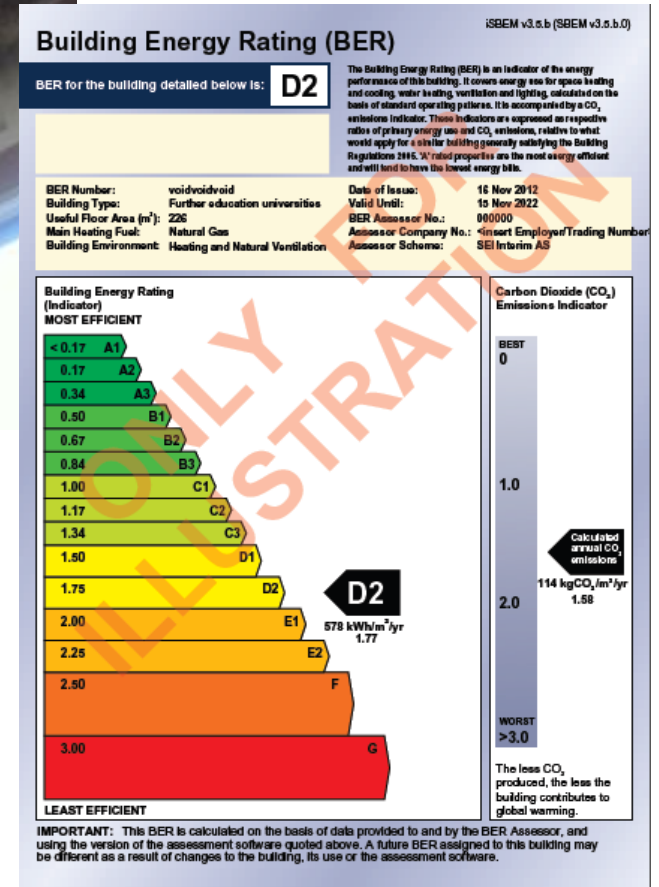 iSBEM v3.5.b (SBEM v3.5.b.0)
Building Energy Rating (BER)
BER for the building detailed below is: D2
The Building Energy Rating (BER) is an indicator of the energy
performance of this building. It covers energy use for space heating
and cooling, water heating, ventilation and lighting, calculated on the
basis of standard operating patterns. It is accompanied by a CO₂
emissions indicator. These indicators are expressed as respective
ratios of primary energy use and CO₂ emissions, relative to what
would apply for a similar building generally satisfying the Building
Regulations 2005. 'A' rated properties are the most energy efficient
and will tend to have the lowest energy bills.
BER Number: voidvoidvoid
Building Type: Further education universities
Useful Floor Area (m²): 226
Main Heating Fuel: Natural Gas
Building Environment: Heating and Natural Ventilation
Date of Issue: 16 Nov 2012
Valid Until: 15 Nov 2022
BER Assessor No.: 000000
Assessor Company No.: <insert Employer/Trading Number
Assessor Scheme: SEI Interim AS
Building Energy Rating
(Indicator)
MOST EFFICIENT
< 0.17 A1
0.17 A2
0.34 A3
0.50 B1
0.67 B2
0.84 B3
1.00 C1
1.17 C2
1.34 C3
1.50 D1
1.75 D2
2.00 E1
2.25 E2
2.50 F
3.00 G
LEAST EFFICIENT
D2
578 kWh/m²/yr
1.77
Carbon Dioxide (CO₂)
Emissions Indicator
BEST
0
1.0
2.0
WORST
>3.0
Calculated
annual CO₂
emissions
114 kgCO₂/m²/yr
1.58
The less CO₂
produced, the less the
building contributes to
global warming.
ONLY FOR
ILLUSTRATION
IMPORTANT: This BER is calculated on the basis of data provided to and by the BER Assessor, and
using the version of the assessment software quoted above. A future BER assigned to this building may
be different as a result of changes to the building, its use or the assessment software.